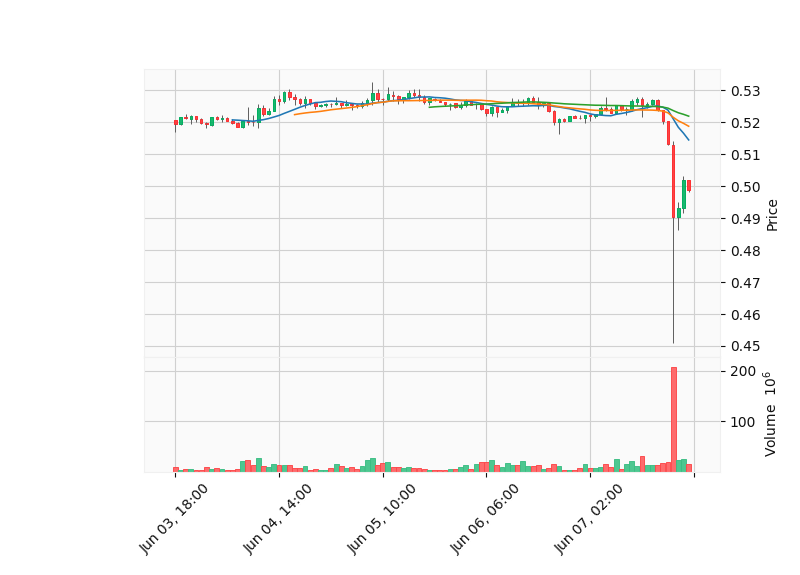 0.53
0.52
0.51
0.50
0.49
0.48
0.47
0.46
0.45
Price
200
100
Volume 10^6
Jun 03, 18:00
Jun 04, 14:00
Jun 05, 10:00
Jun 06, 06:00
Jun 07, 02:00